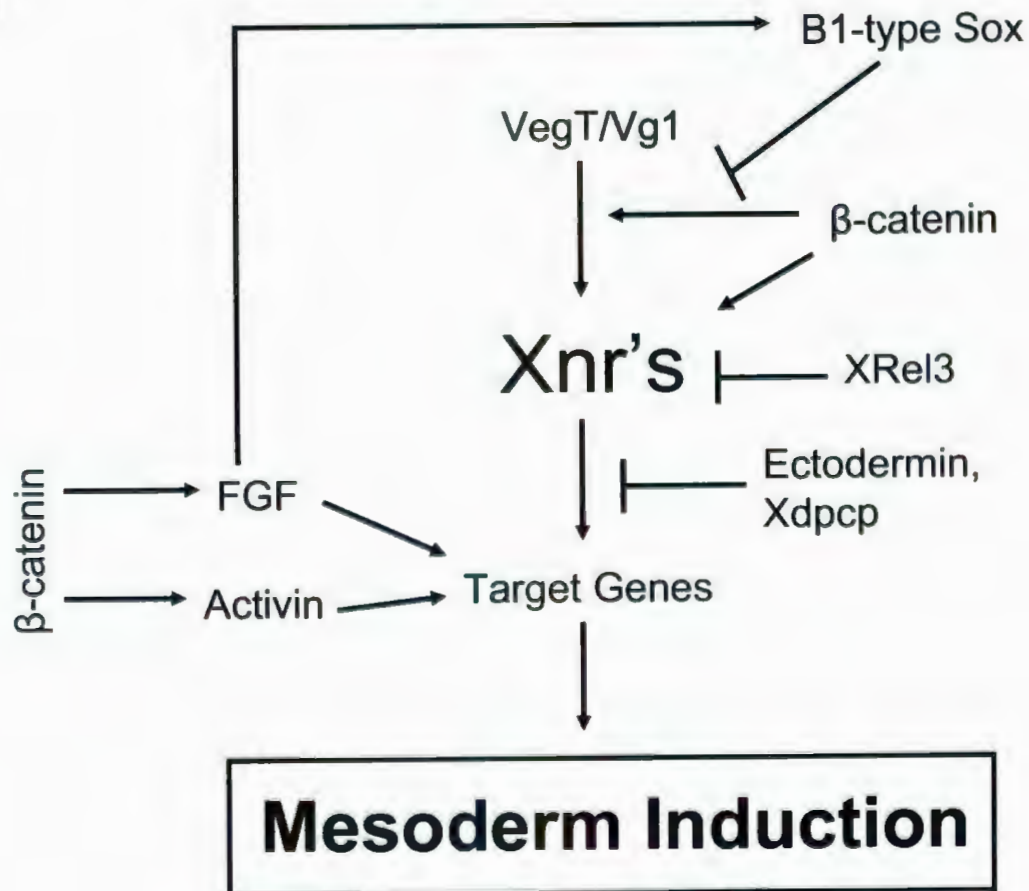 B1-type Sox
VegT/Vg1
β-catenin
Xnr's
XRel3
Ectodermin,
Xdpcp
β-catenin
FGF
Activin
Target Genes
Mesoderm Induction